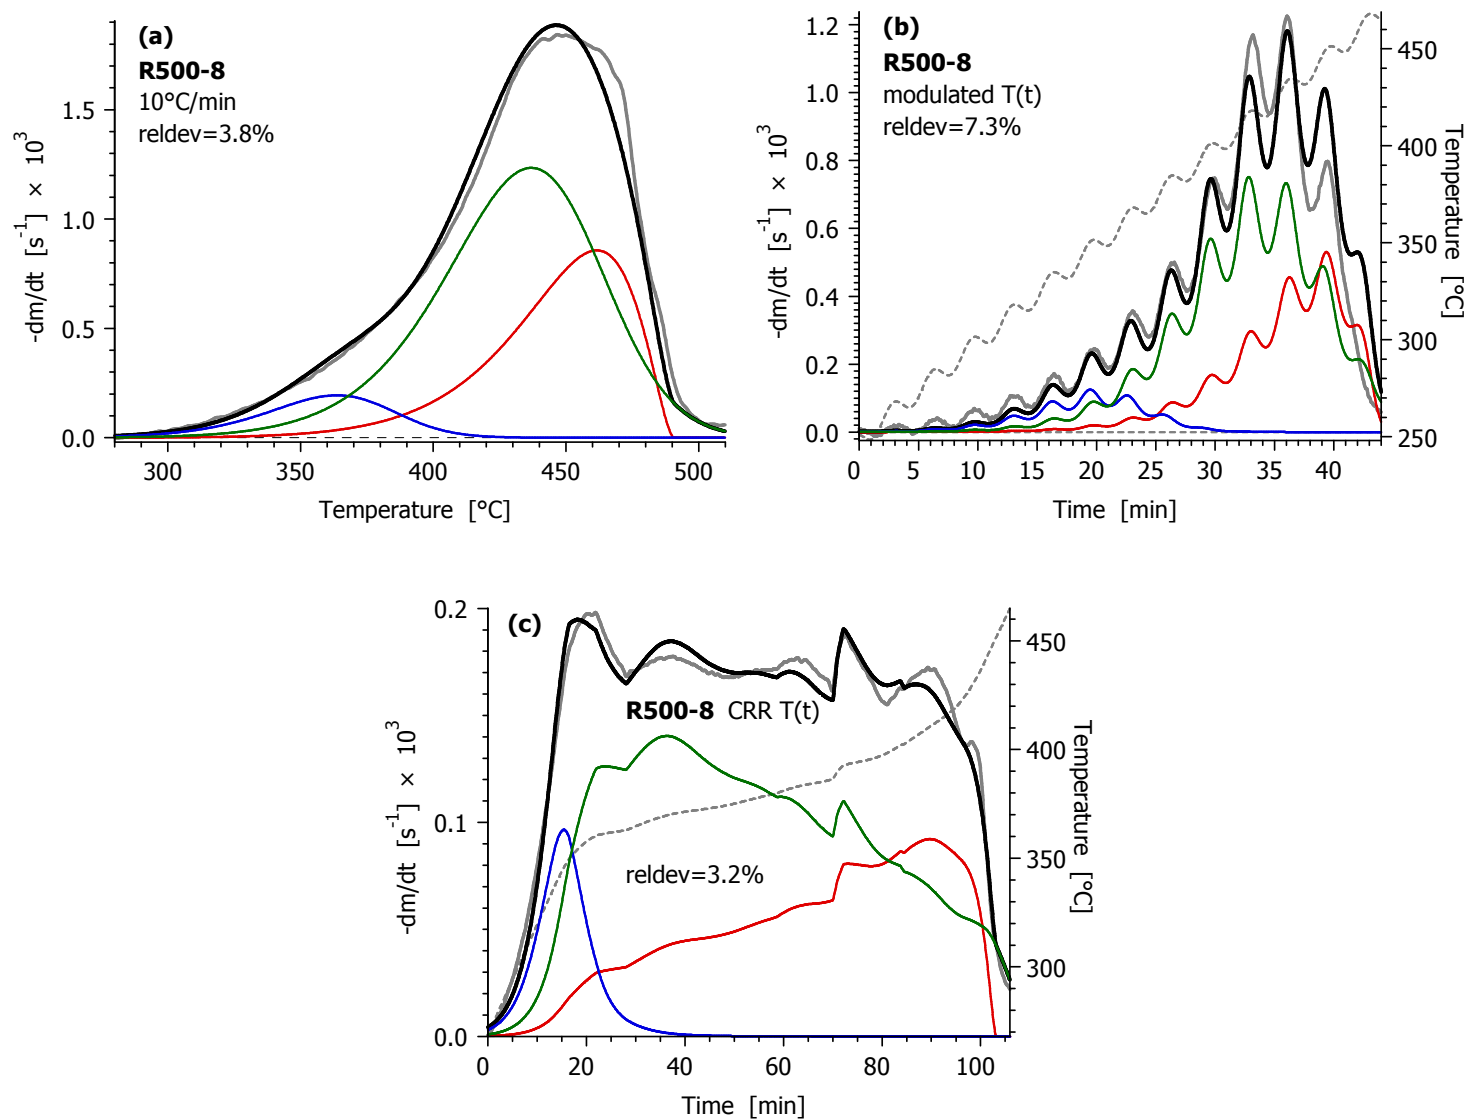 (a)
R500-8
10°C/min
reldev=3.8%
-dm/dt [s⁻¹] × 10³
1.5
1.0
0.5
0.0
300 350 400 450 500
Temperature [°C]
(b)
R500-8
modulated T(t)
reldev=7.3%
-dm/dt [s⁻¹] × 10³
1.2
1.0
0.8
0.6
0.4
0.2
0.0
450
400
350
300
250
Temperature [°C]
0 5 10 15 20 25 30 35 40
Time [min]
(c)
R500-8 CRR T(t)
reldev=3.2%
-dm/dt [s⁻¹] × 10³
0.2
0.1
0.0
450
400
350
300
Temperature [°C]
0 20 40 60 80 100
Time [min]